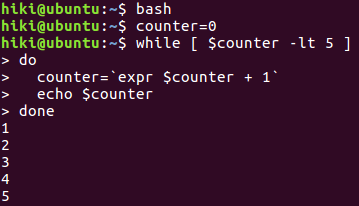 hiki@ubuntu:~$ bash
hiki@ubuntu:~$ counter=0
hiki@ubuntu:~$ while [ $counter -lt 5 ]
> do
>   counter=`expr $counter + 1`
>   echo $counter
> done
1
2
3
4
5